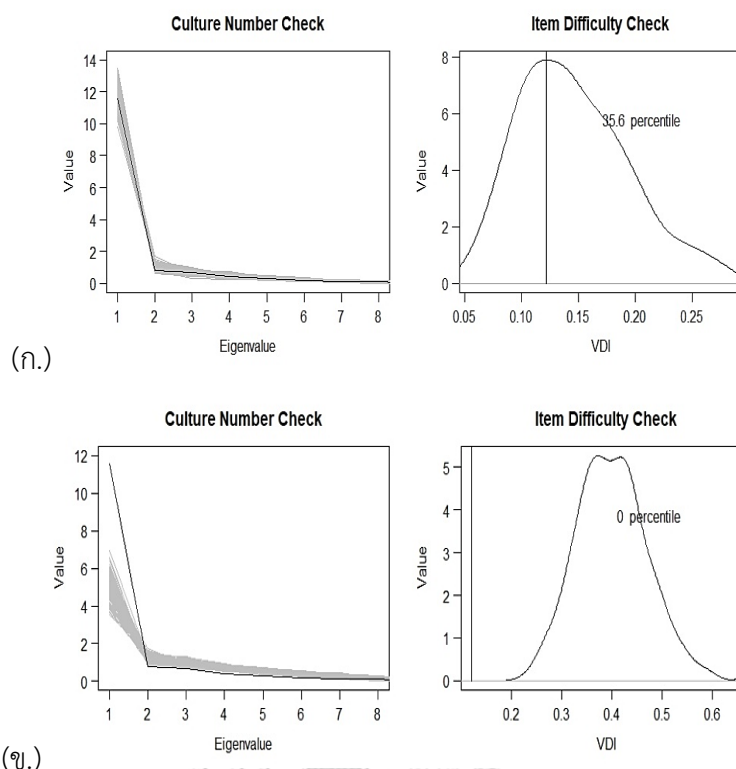 Culture Number Check
Item Difficulty Check
14
12
10
8
6
4
2
0
Value
1 2 3 4 5 6 7 8
Eigenvalue
8
6
4
2
0
Value
35.6 percentile
0.05 0.10 0.15 0.20 0.25
VDI
(ก.)
Culture Number Check
Item Difficulty Check
12
10
8
6
4
2
0
Value
1 2 3 4 5 6 7 8
Eigenvalue
5
4
3
2
1
0
Value
0 percentile
0.2 0.3 0.4 0.5 0.6
VDI
(ข.)